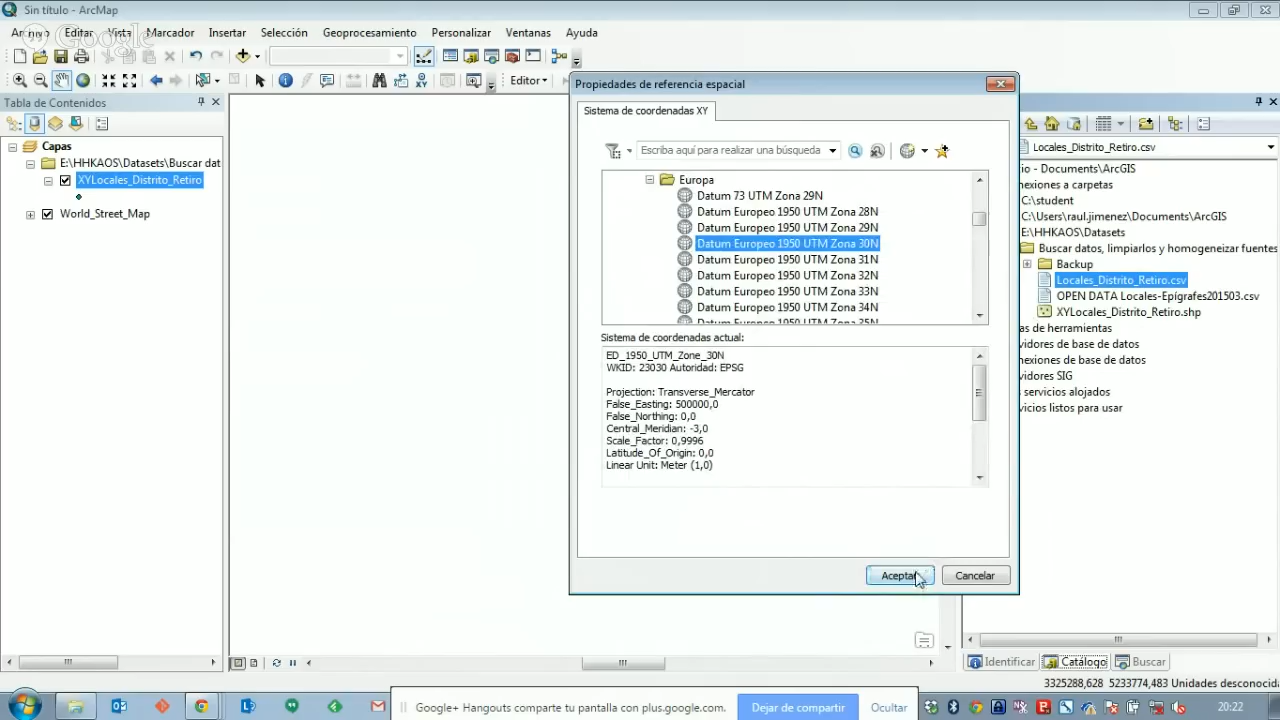 Sin título - ArcMap
Archivo Editar Vista Marcador Insertar Selección Geoprocesamiento Personalizar Ventanas Ayuda
Google
Editor
Tabla de Contenidos
Capas
E:\HHKAOS\Datasets\Buscar dat
XYLocales_Distrito_Retiro
World_Street_Map
Propiedades de referencia espacial
Sistema de coordenadas XY
Escriba aquí para realizar una búsqueda
Europa
Datum 73 UTM Zona 29N
Datum Europeo 1950 UTM Zona 28N
Datum Europeo 1950 UTM Zona 29N
Datum Europeo 1950 UTM Zona 30N
Datum Europeo 1950 UTM Zona 31N
Datum Europeo 1950 UTM Zona 32N
Datum Europeo 1950 UTM Zona 33N
Datum Europeo 1950 UTM Zona 34N
Datum Europeo 1950 UTM Zona 35N
Sistema de coordenadas actual:
ED_1950_UTM_Zone_30N
WKID: 23030 Autoridad: EPSG
Projection: Transverse_Mercator
False_Easting: 500000,0
False_Northing: 0,0
Central_Meridian: -3,0
Scale_Factor: 0,9996
Latitude_Of_Origin: 0,0
Linear Unit: Meter (1,0)
Aceptar
Cancelar
Locales_Distrito_Retiro.csv
io - Documents\ArcGIS
nexiones a carpetas
C:\student
C:\Users\raul.jimenez\Documents\ArcGIS
E:\HHKAOS\Datasets
Buscar datos, limpiarlos y homogeneizar fuentes
Backup
Locales_Distrito_Retiro.csv
OPEN DATA Locales-Epígrafes201503.csv
XYLocales_Distrito_Retiro.shp
as de herramientas
vidores de base de datos
nexiones de base de datos
vidores SIG
s servicios alojados
vicios listos para usar
Identificar
Catálogo
Buscar
3325288,628 5233774,483 Unidades desconocida
Google+ Hangouts comparte tu pantalla con plus.google.com.
Dejar de compartir
Ocultar
20:22